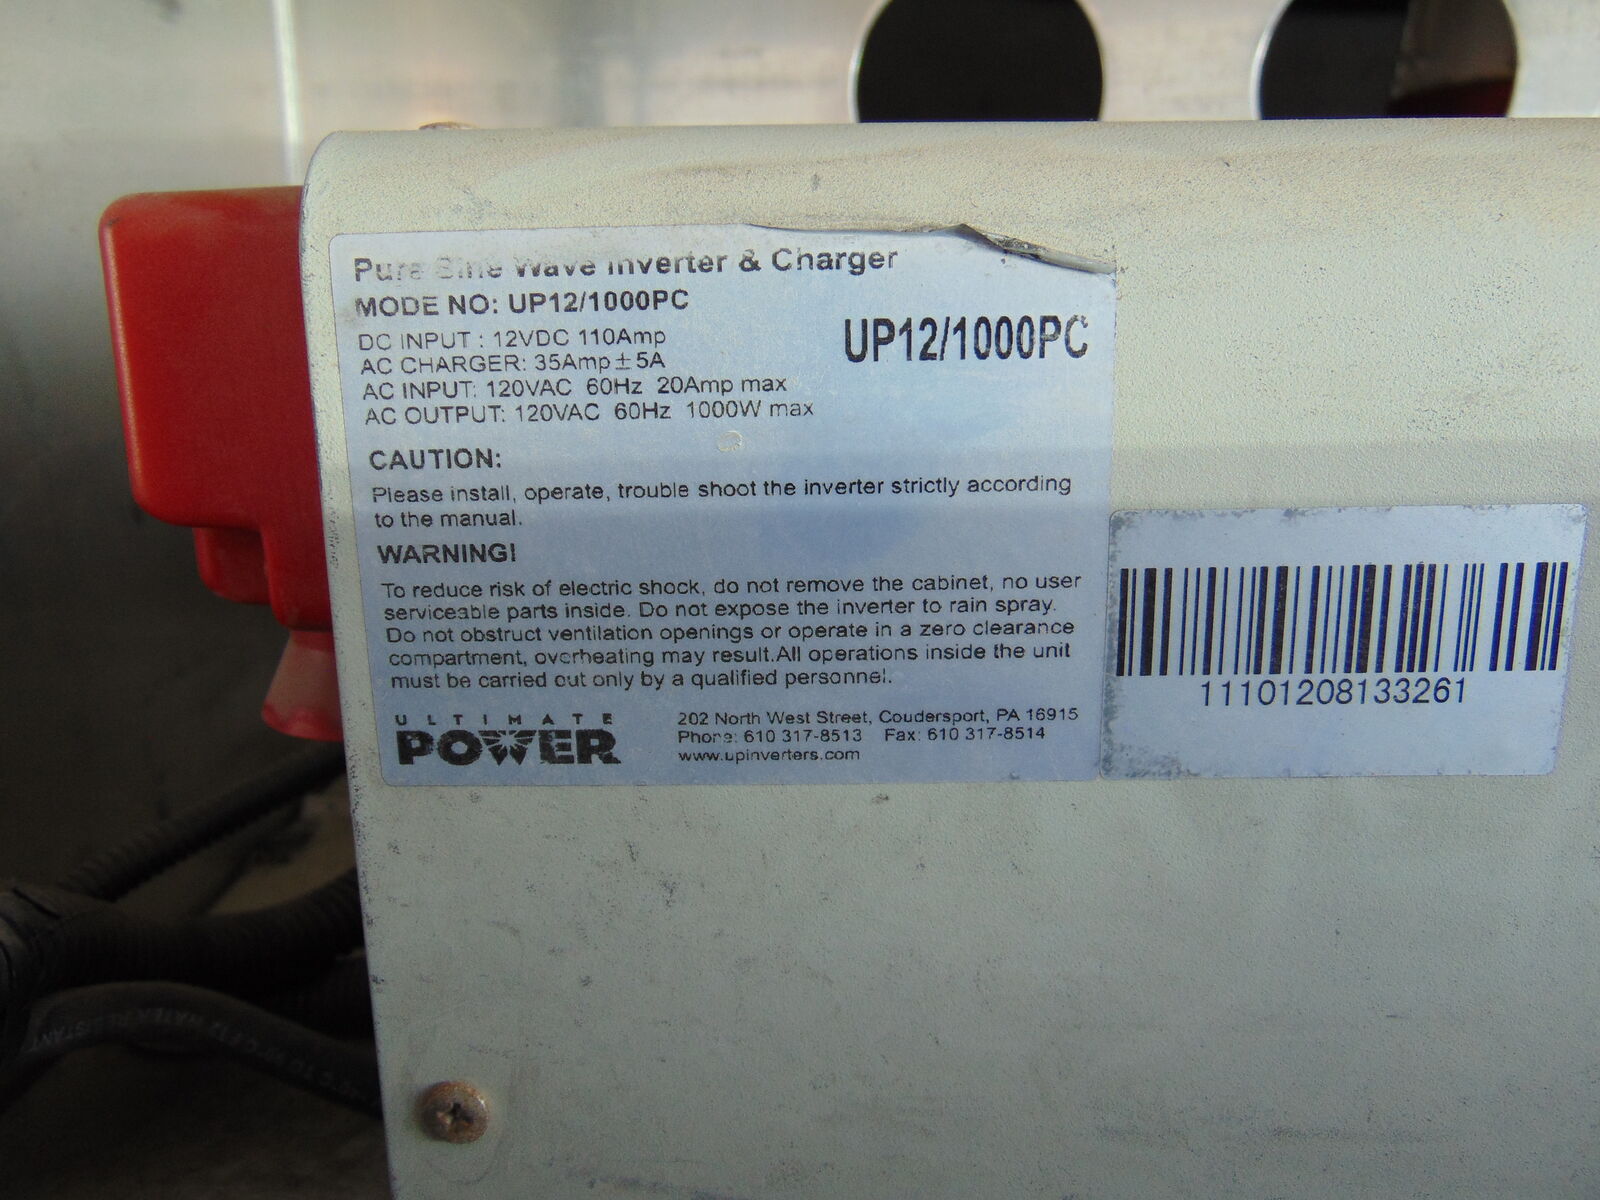 Pure Sine Wave Inverter & Charger
MODE NO: UP12/1000PC
UP12/1000PC
DC INPUT : 12VDC 110Amp
AC CHARGER: 35Amp±5A
AC INPUT: 120VAC 60Hz 20Amp max
AC OUTPUT: 120VAC 60Hz 1000W max
CAUTION:
Please install, operate, trouble shoot the inverter strictly according
to the manual.
WARNING!
To reduce risk of electric shock, do not remove the cabinet, no user
serviceable parts inside. Do not expose the inverter to rain spray.
Do not obstruct ventilation openings or operate in a zero clearance
compartment, overheating may result.All operations inside the unit
must be carried out only by a qualified personnel.
ULTIMATE
POWER
202 North West Street, Coudersport, PA 16915
Phone: 610 317-8513 Fax: 610 317-8514
www.upinverters.com
11101208133261